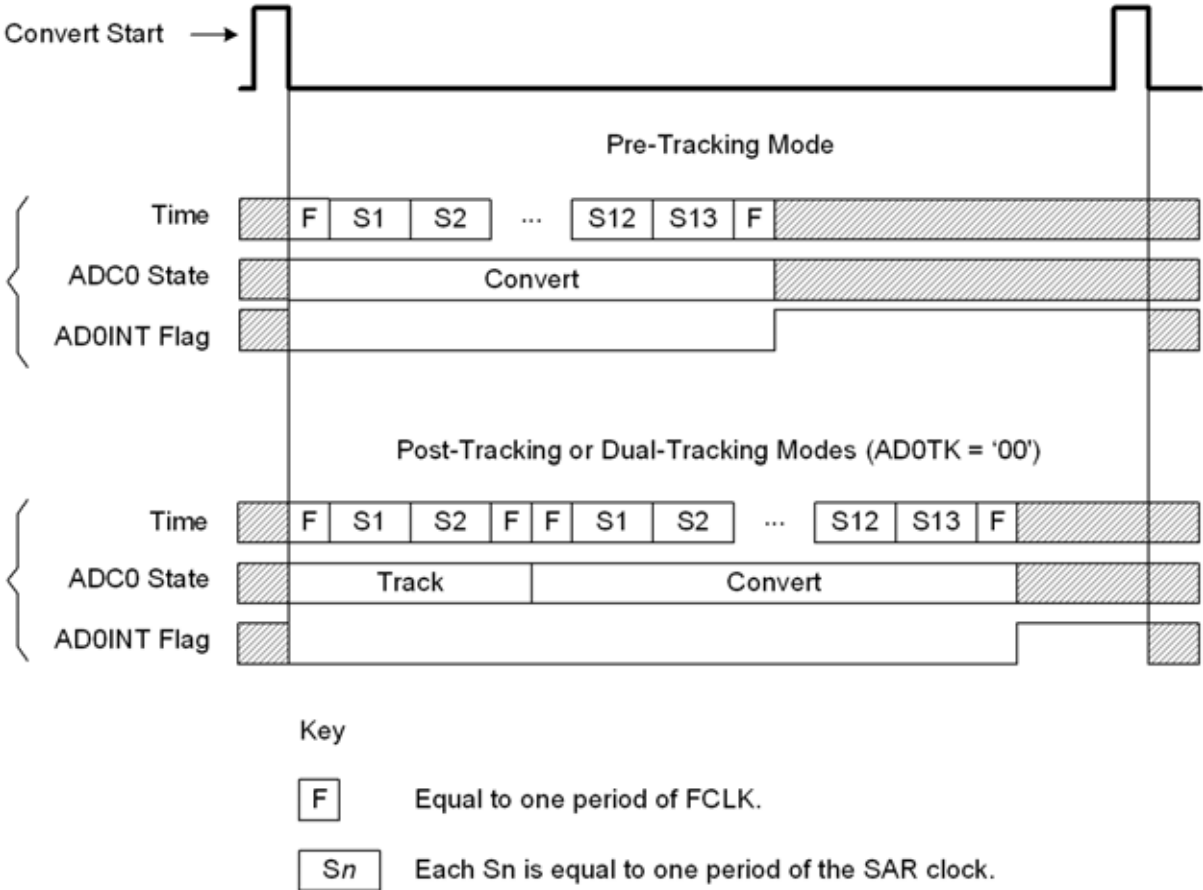 Convert Start
Pre-Tracking Mode
Time F S1 S2 ... S12 S13 F
ADC0 State Convert
AD0INT Flag
Post-Tracking or Dual-Tracking Modes (AD0TK = ‘00’)
Time F S1 S2 F F S1 S2 ... S12 S13 F
ADC0 State Track Convert
AD0INT Flag
Key
F Equal to one period of FCLK.
Sn Each Sn is equal to one period of the SAR clock.